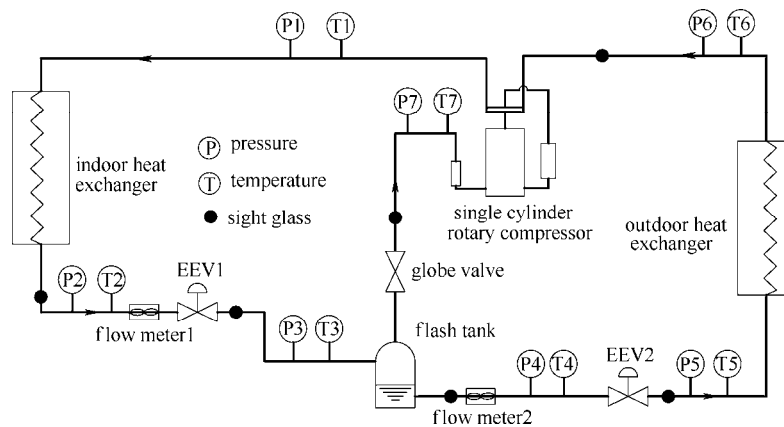 P1
T1
P6
T6
P7
T7
P pressure
T temperature
sight glass
indoor heat
exchanger
single cylinder
rotary compressor
outdoor heat
exchanger
globe valve
P2
T2
EEV1
flow meter1
P3
T3
flash tank
P4
T4
EEV2
P5
T5
flow meter2